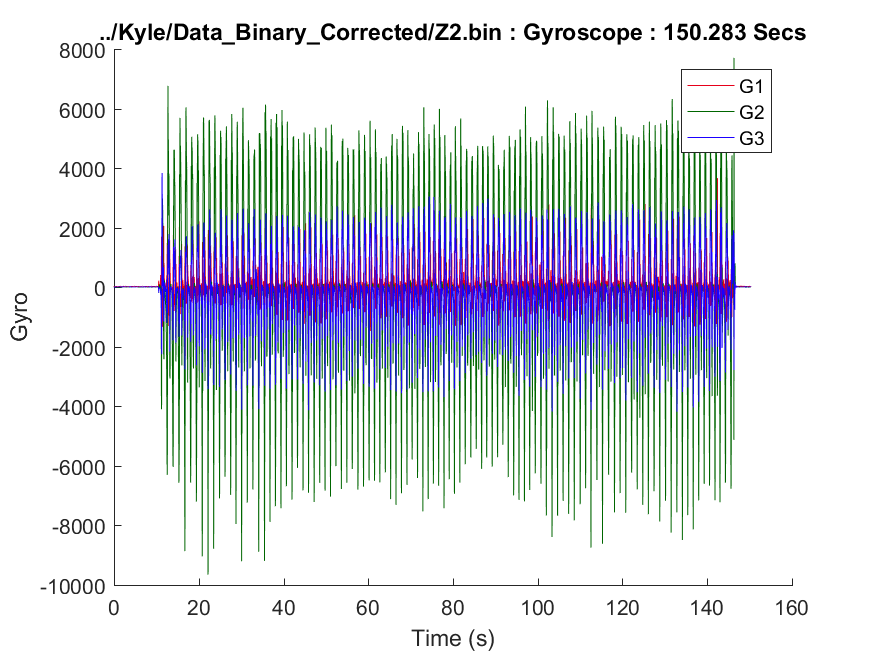 ../Kyle/Data_Binary_Corrected/Z2.bin : Gyroscope : 150.283 Secs
8000
6000
4000
2000
0
-2000
-4000
-6000
-8000
-10000
Gyro
G1
G2
G3
0 20 40 60 80 100 120 140 160
Time (s)